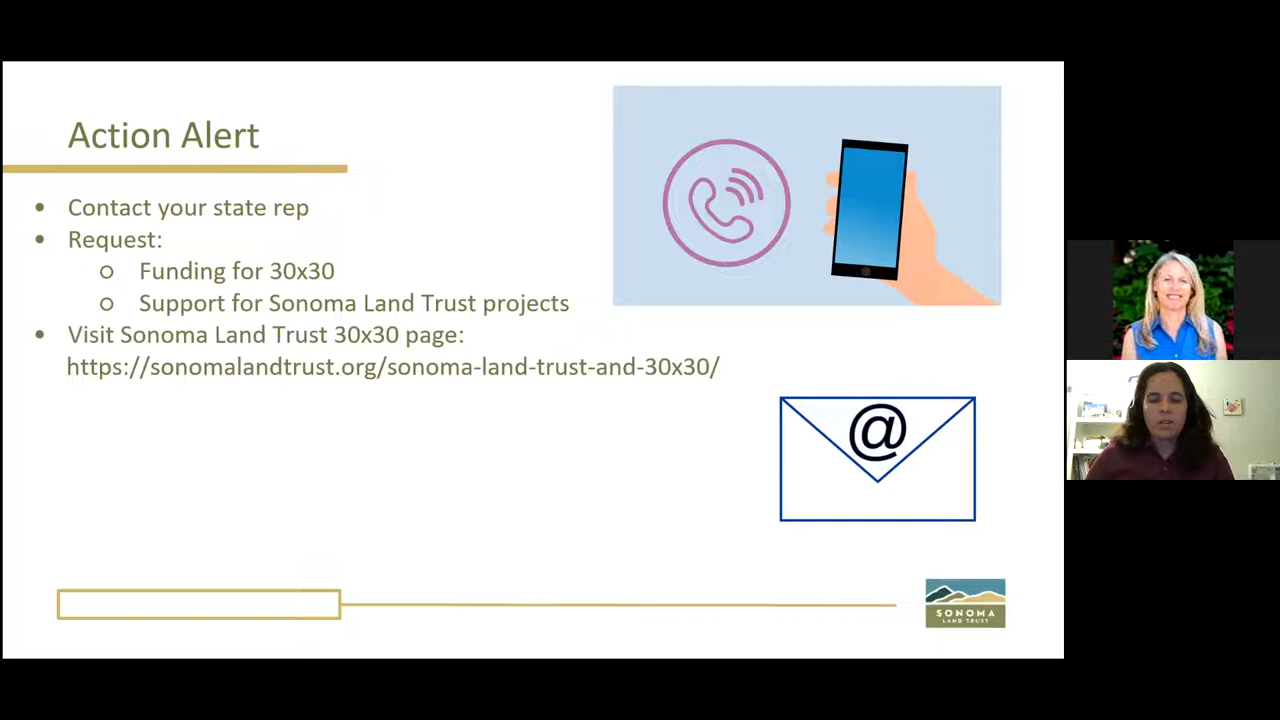 Action Alert
• Contact your state rep
• Request:
○ Funding for 30x30
○ Support for Sonoma Land Trust projects
• Visit Sonoma Land Trust 30x30 page:
https://sonomalandtrust.org/sonoma-land-trust-and-30x30/
@
SONOMA
LAND TRUST